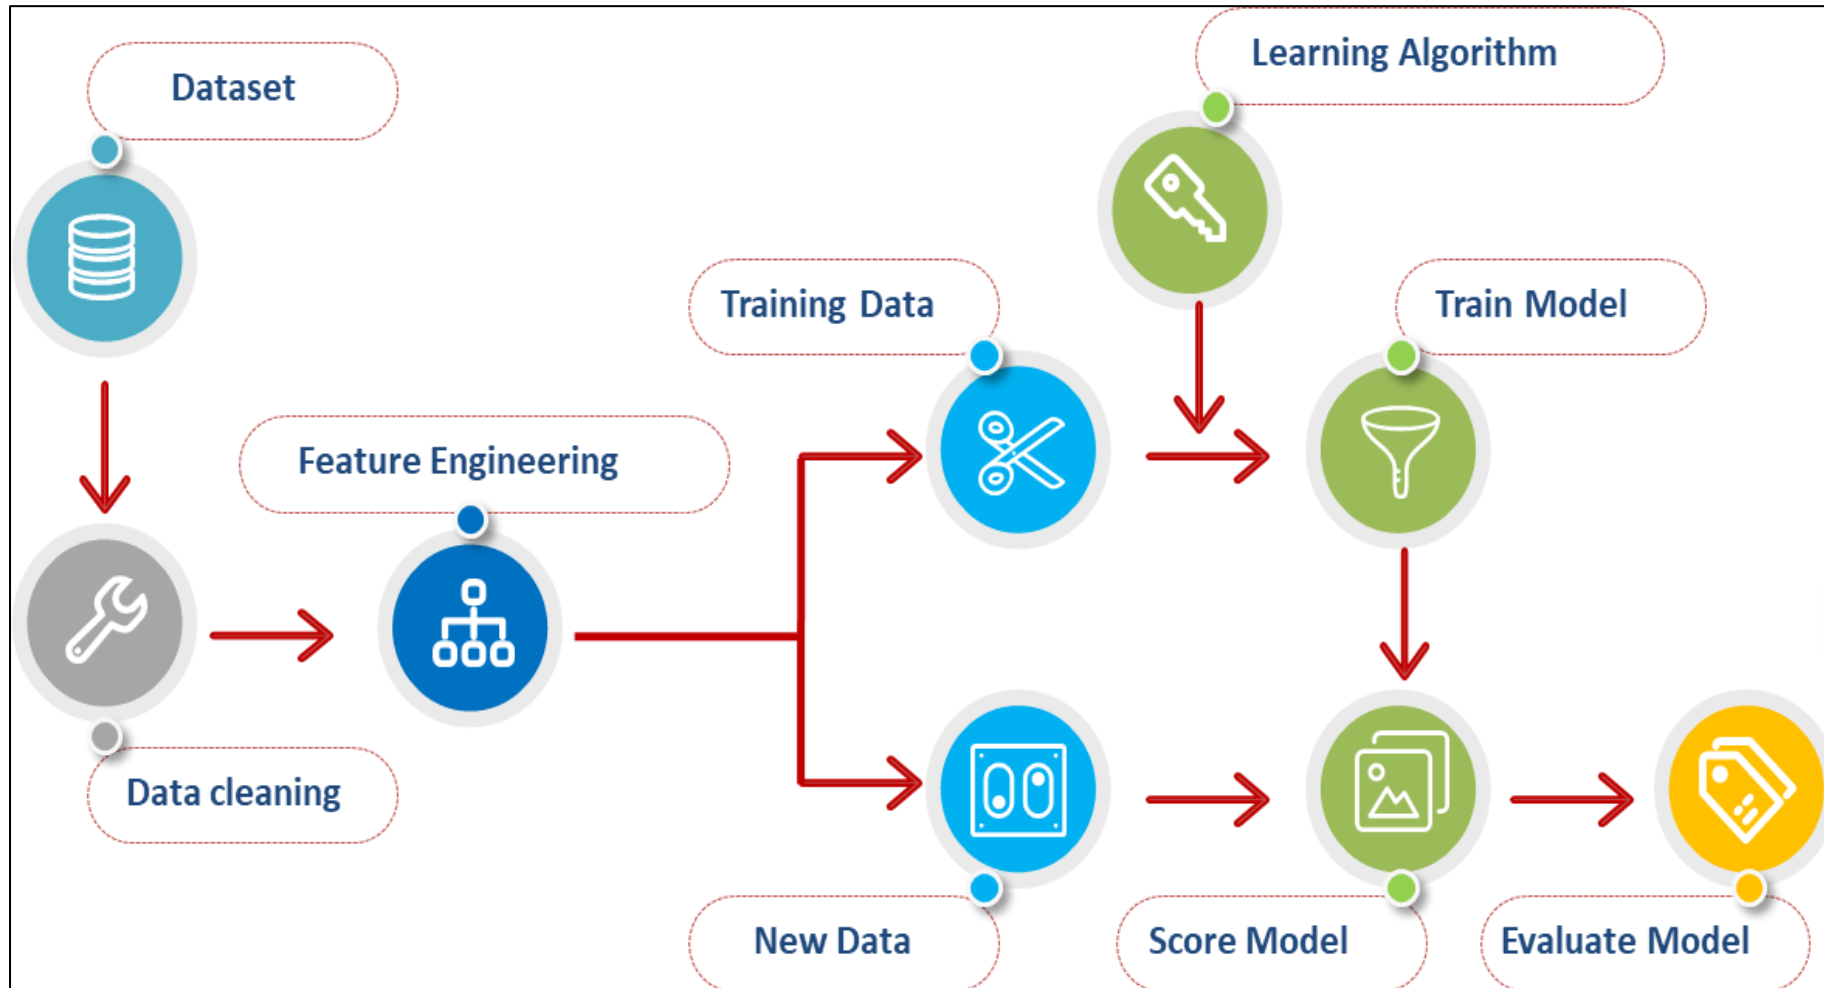 Learning Algorithm
Dataset
Training Data
Train Model
Feature Engineering
Data cleaning
New Data
Score Model
Evaluate Model